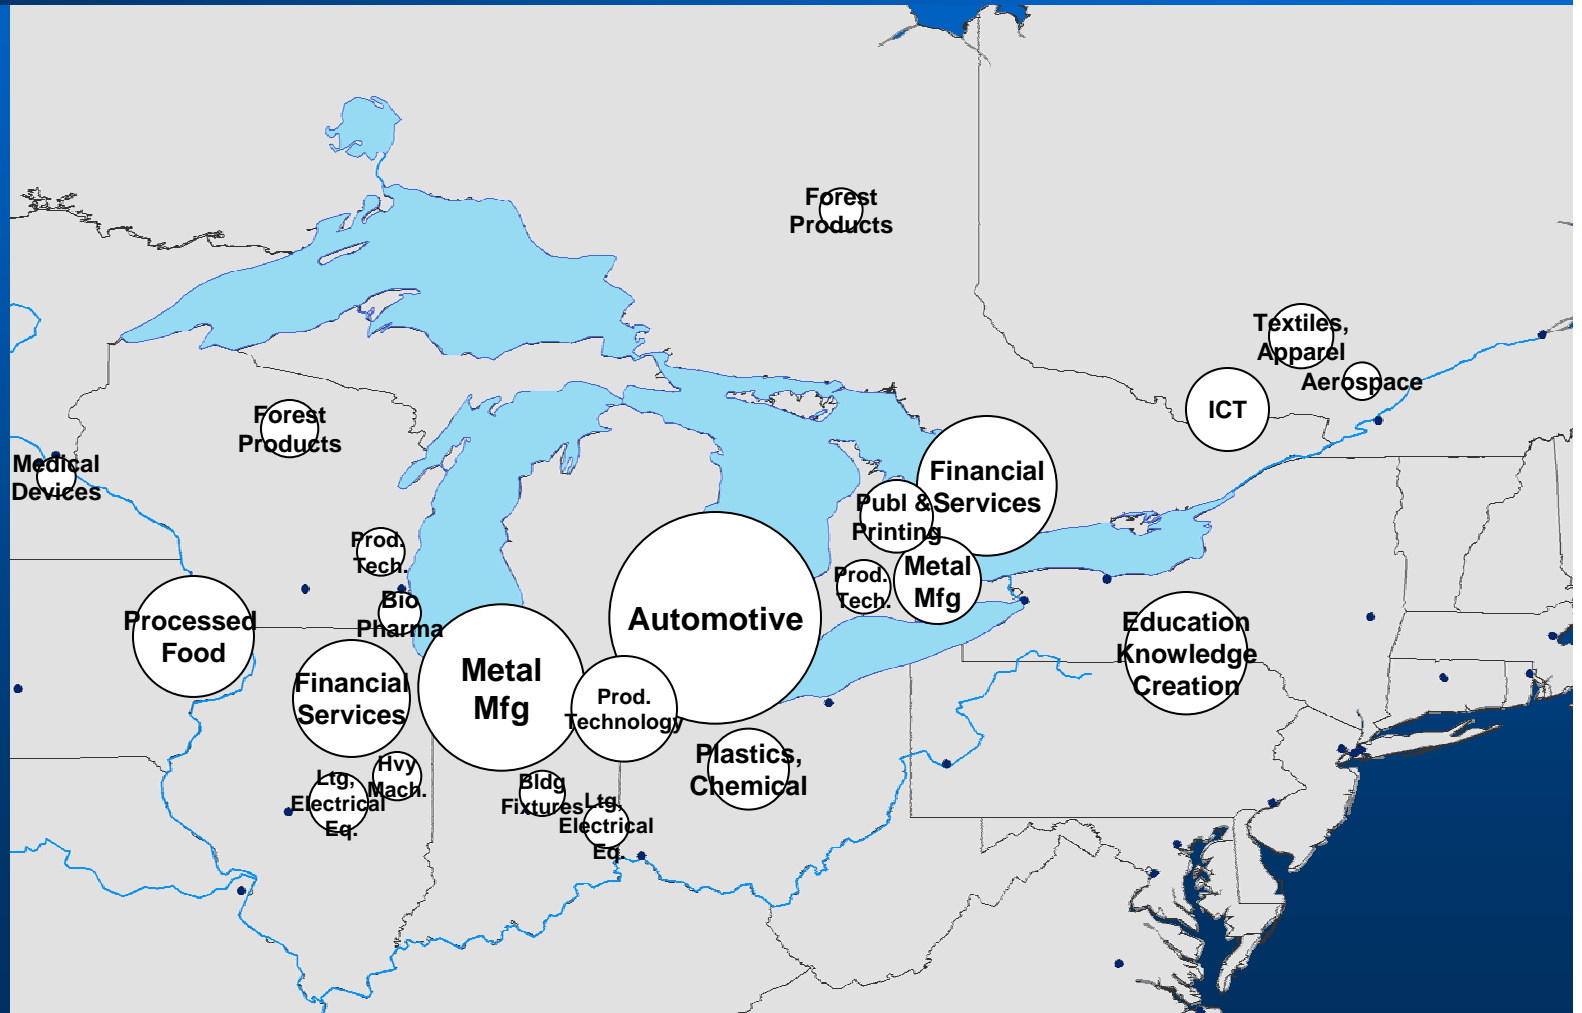 Forest
Products
Textiles,
Apparel
Aerospace
ICT
Forest
Products
Medical
Devices
Financial
Services
Publ &
Printing
Prod.
Tech.
Metal
Mfg
Prod.
Tech.
Bio
Pharma
Processed
Food
Automotive
Education
Knowledge
Creation
Financial
Services
Metal
Mfg
Prod.
Technology
Plastics,
Chemical
Hvy
Mach.
Ltg,
Electrical
Eq.
Bldg
Fixtures
Ltg,
Electrical
Eq.